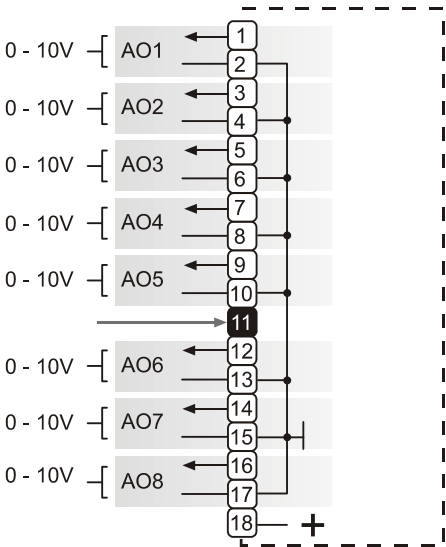 1
0 - 10V AO1
2
3
0 - 10V AO2
4
5
0 - 10V AO3
6
7
0 - 10V AO4
8
9
0 - 10V AO5
10
11
12
0 - 10V AO6
13
14
0 - 10V AO7
15
16
0 - 10V AO8
17
18 +